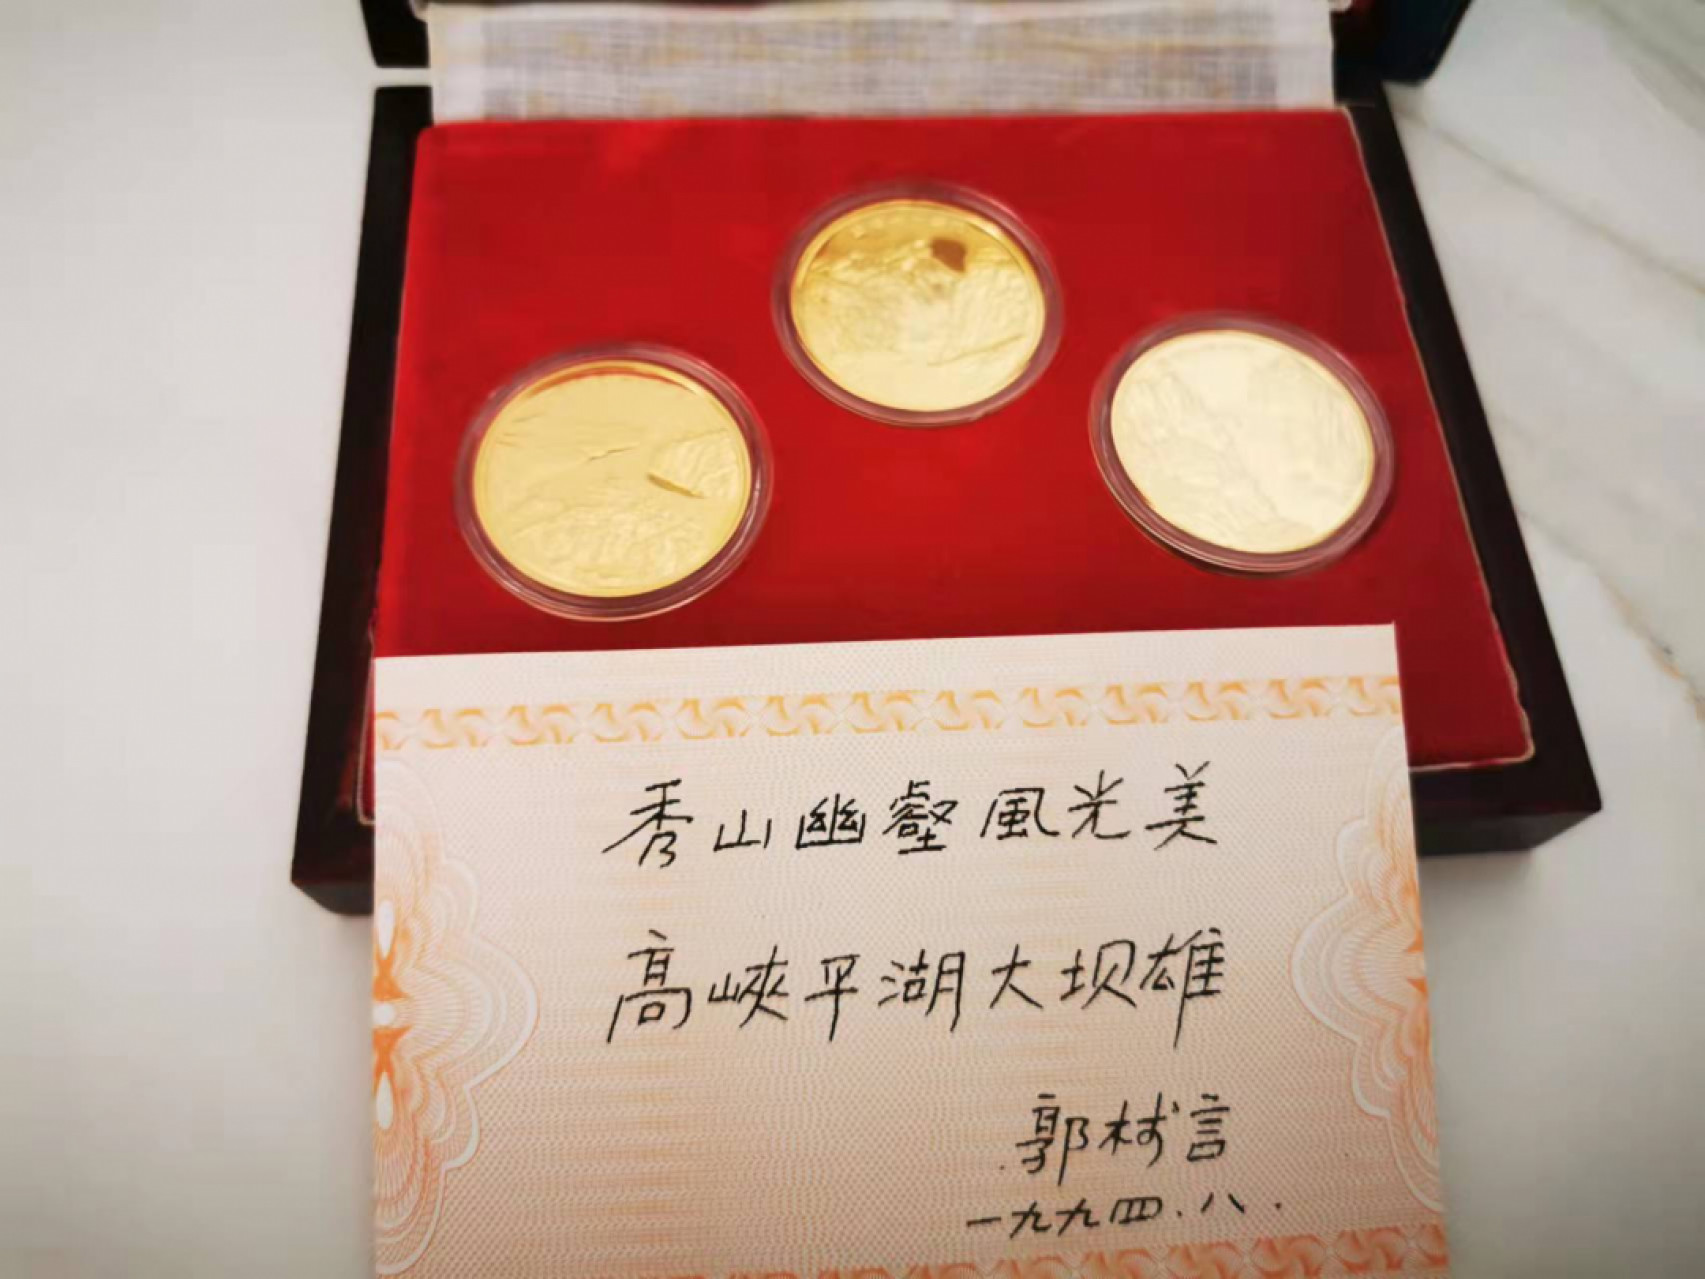 秀山幽壑風光美
高峽平湖大坝雄
郭树言
一九九四.八.